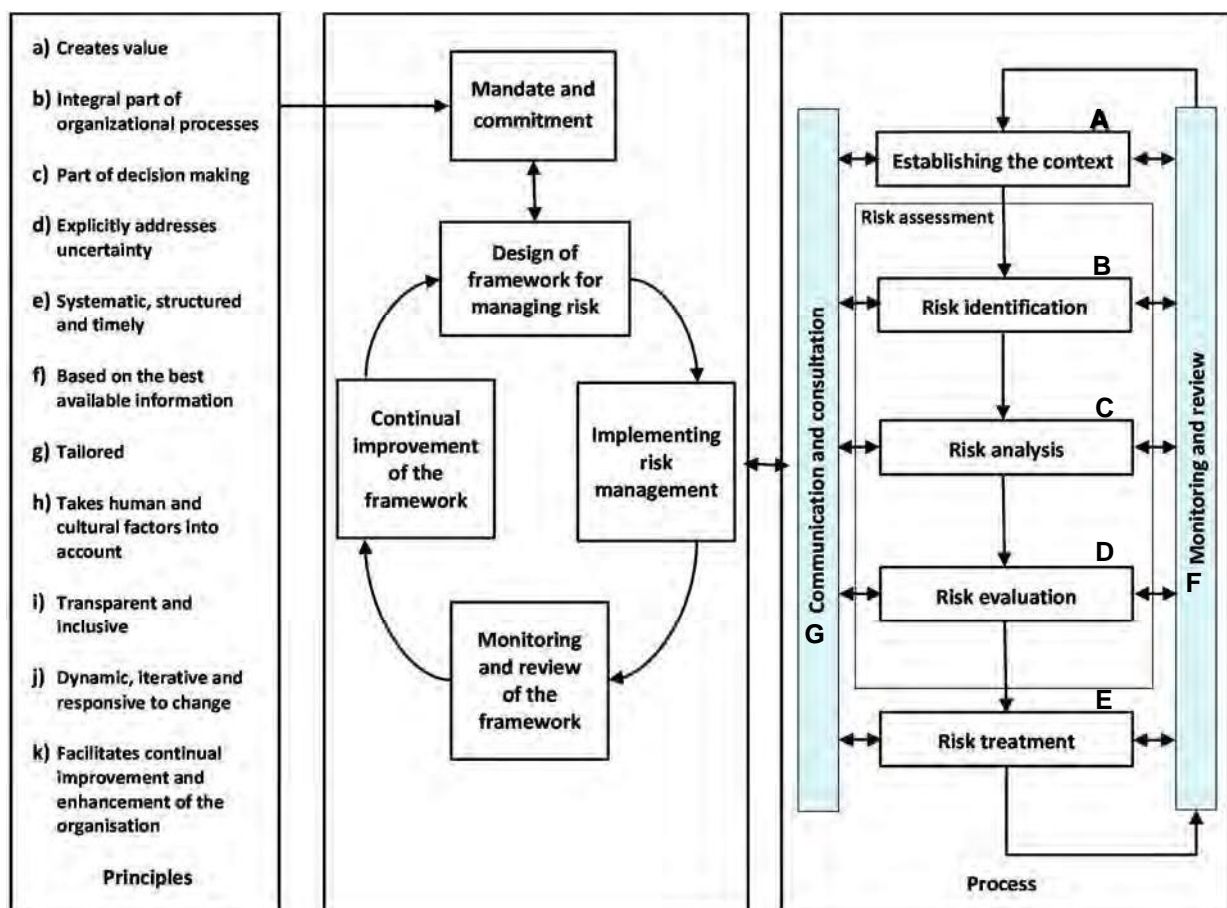 a) Creates value
b) Integral part of
organizational processes
c) Part of decision making
d) Explicitly addresses
uncertainty
e) Systematic, structured
and timely
f) Based on the best
available information
g) Tailored
h) Takes human and
cultural factors into
account
i) Transparent and
inclusive
j) Dynamic, iterative and
responsive to change
k) Facilitates continual
improvement and
enhancement of the
organisation
Principles
Mandate and
commitment
Design of
framework for
managing risk
Continual
improvement
of the
framework
Implementing
risk
management
Monitoring
and review
of the
framework
G Communication and consultation
A
Establishing the context
Risk assessment
B
Risk identification
C
Risk analysis
D
Risk evaluation
E
Risk treatment
F Monitoring and review
Process